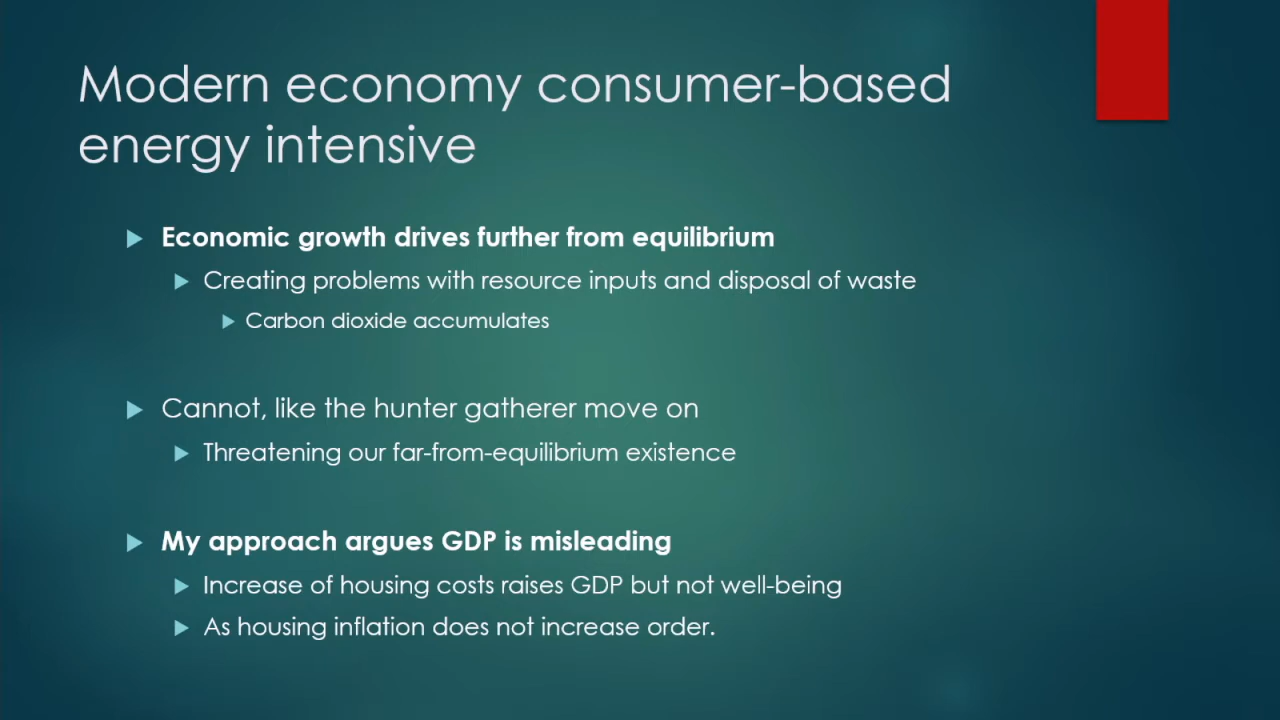 Modern economy consumer-based
energy intensive
Economic growth drives further from equilibrium
Creating problems with resource inputs and disposal of waste
Carbon dioxide accumulates
Cannot, like the hunter gatherer move on
Threatening our far-from-equilibrium existence
My approach argues GDP is misleading
Increase of housing costs raises GDP but not well-being
As housing inflation does not increase order.